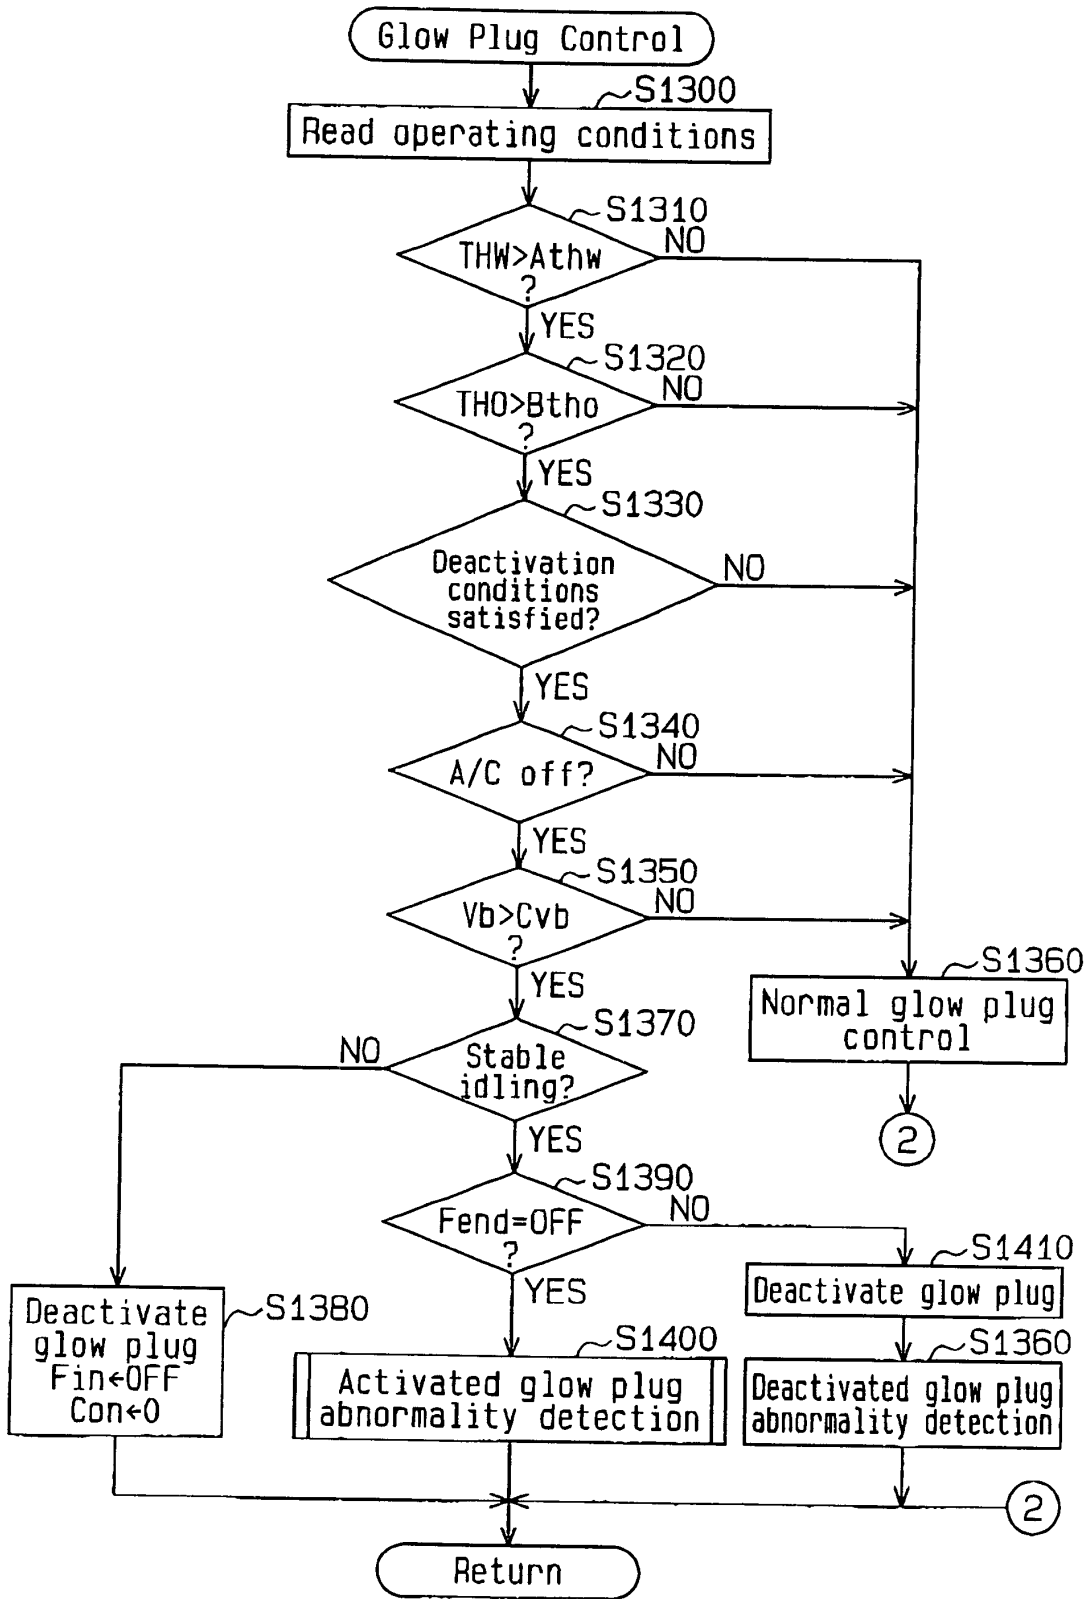 Glow Plug Control
S1300
Read operating conditions
S1310
THW>Athw
?
NO
YES
S1320
THO>Btho
?
NO
YES
S1330
Deactivation
conditions
satisfied?
NO
YES
S1340
A/C off?
NO
YES
S1350
Vb>Cvb
?
NO
YES
S1360
Normal glow plug
control
2
S1370
Stable
idling?
NO
YES
S1390
Fend=OFF
?
NO
YES
S1380
Deactivate
glow plug
Fin←OFF
Con←0
S1400
Activated glow plug
abnormality detection
S1410
Deactivate glow plug
S1360
Deactivated glow plug
abnormality detection
2
Return